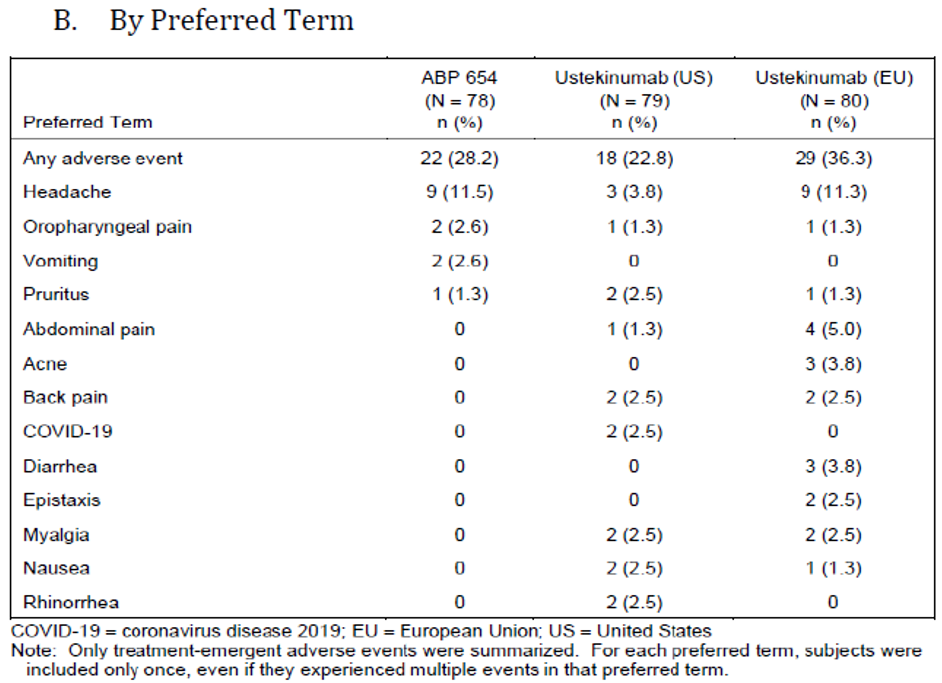 B. By Preferred Term
ABP 654 Ustekinumab (US) Ustekinumab (EU)
(N = 78) (N = 79) (N = 80)
Preferred Term n (%) n (%) n (%)
Any adverse event 22 (28.2) 18 (22.8) 29 (36.3)
Headache 9 (11.5) 3 (3.8) 9 (11.3)
Oropharyngeal pain 2 (2.6) 1 (1.3) 1 (1.3)
Vomiting 2 (2.6) 0 0
Pruritus 1 (1.3) 2 (2.5) 1 (1.3)
Abdominal pain 0 1 (1.3) 4 (5.0)
Acne 0 0 3 (3.8)
Back pain 0 2 (2.5) 2 (2.5)
COVID-19 0 2 (2.5) 0
Diarrhea 0 0 3 (3.8)
Epistaxis 0 0 2 (2.5)
Myalgia 0 2 (2.5) 2 (2.5)
Nausea 0 2 (2.5) 1 (1.3)
Rhinorrhea 0 2 (2.5) 0
COVID-19 = coronavirus disease 2019; EU = European Union; US = United States
Note: Only treatment-emergent adverse events were summarized. For each preferred term, subjects were
included only once, even if they experienced multiple events in that preferred term.